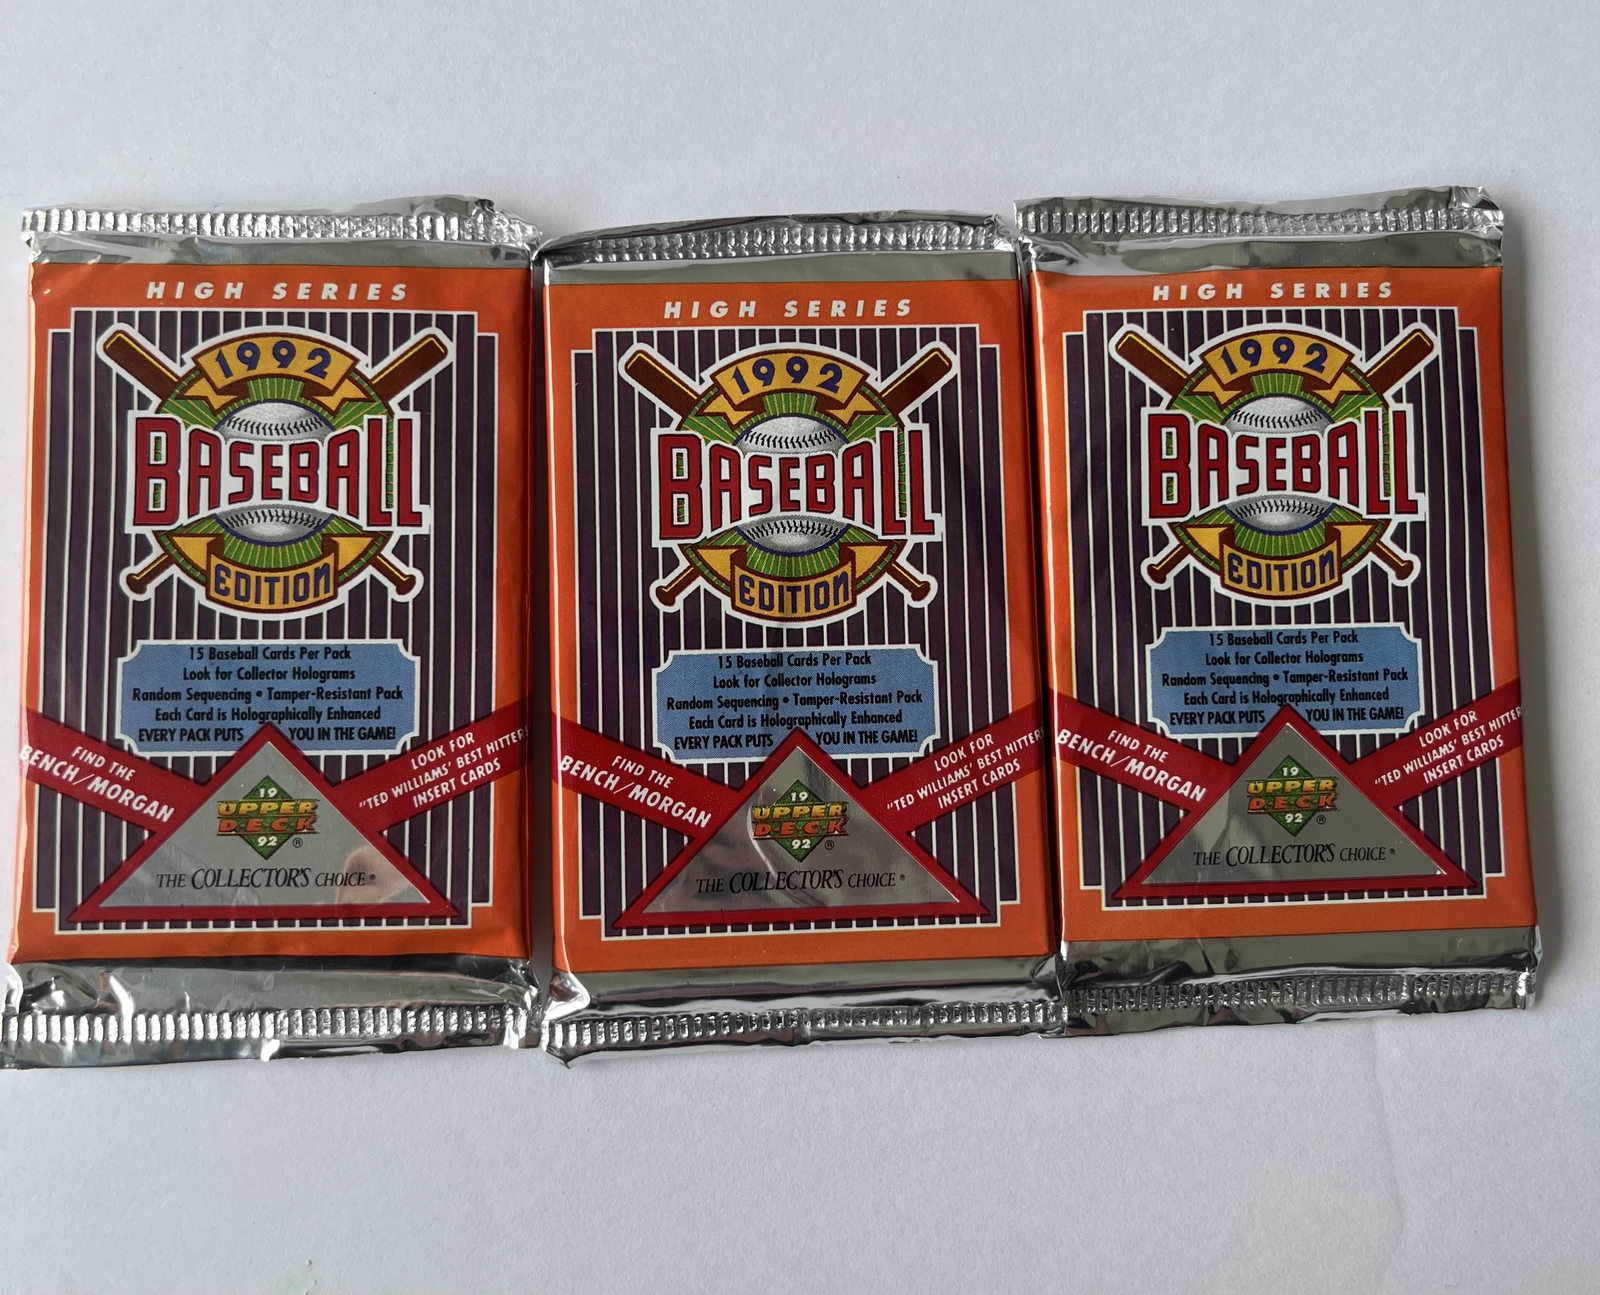 HIGH SERIES
1992
BASEBALL
EDITION
15 Baseball Cards Per Pack
Look for Collector Holograms
Random Sequencing • Tamper-Resistant Pack
Each Card is Holographically Enhanced
EVERY PACK PUTS YOU IN THE GAME!
FIND THE
BENCH/MORGAN
LOOK FOR
"TED WILLIAMS' BEST HITTERS
INSERT CARDS
19
UPPER
DECK
92 ®
THE COLLECTOR'S CHOICE ®
HIGH SERIES
1992
BASEBALL
EDITION
15 Baseball Cards Per Pack
Look for Collector Holograms
Random Sequencing • Tamper-Resistant Pack
Each Card is Holographically Enhanced
EVERY PACK PUTS YOU IN THE GAME!
FIND THE
BENCH/MORGAN
LOOK FOR
"TED WILLIAMS' BEST HITTERS
INSERT CARDS
19
UPPER
DECK
92 ®
THE COLLECTOR'S CHOICE ®
HIGH SERIES
1992
BASEBALL
EDITION
15 Baseball Cards Per Pack
Look for Collector Holograms
Random Sequencing • Tamper-Resistant Pack
Each Card is Holographically Enhanced
EVERY PACK PUTS YOU IN THE GAME!
FIND THE
BENCH/MORGAN
LOOK FOR
"TED WILLIAMS' BEST HITTER
INSERT CARDS
19
UPPER
DECK
92 ®
THE COLLECTOR'S CHOICE ®